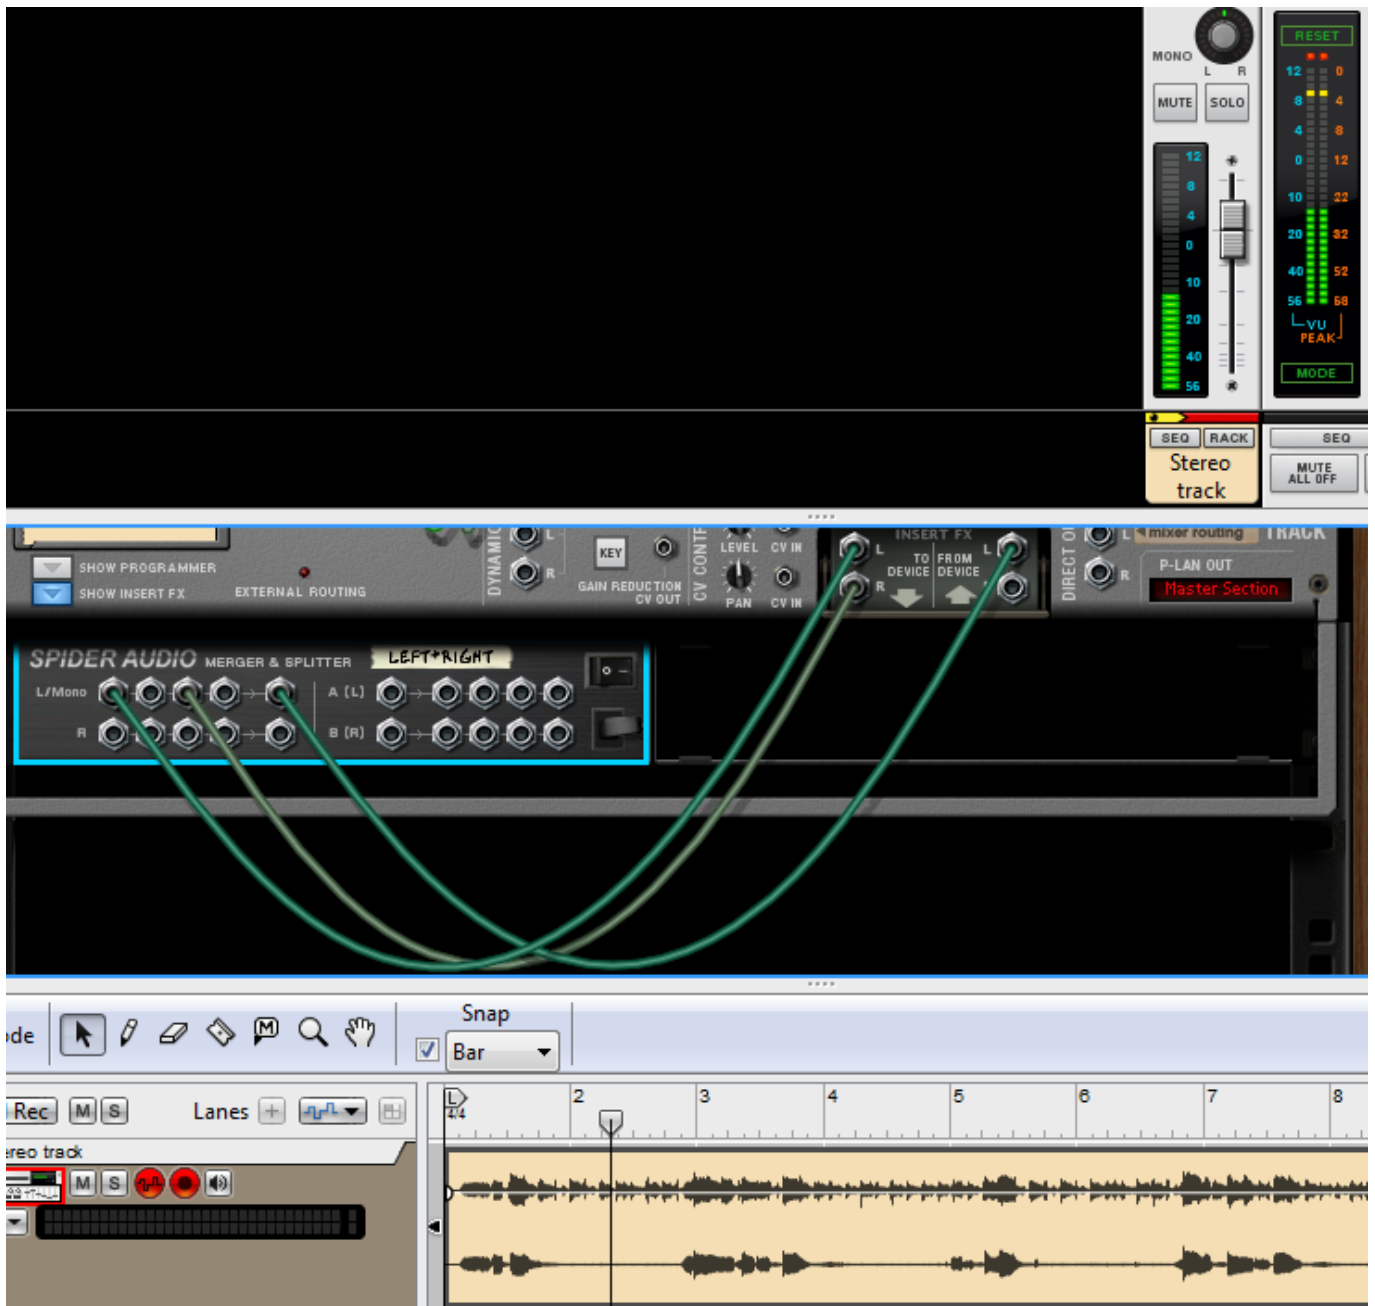 RESET
MONO
L R
12 0
MUTE SOLO
8 4
4 8
12
0 12
8
10 22
4
20 32
0
40 52
10
56 68
20
VU
PEAK
40
MODE
56
SEQ RACK
SEQ
Stereo
track
MUTE
ALL OFF
SHOW PROGRAMMER
SHOW INSERT FX
EXTERNAL ROUTING
DYNAMIC
L
R
KEY
GAIN REDUCTION
CV OUT
CV CONTR
LEVEL CV IN
PAN CV IN
INSERT FX
L TO DEVICE FROM DEVICE L
R
DIRECT OU
L
R
mixer routing TRACK
P-LAN OUT
Master Section
SPIDER AUDIO MERGER & SPLITTER LEFT+RIGHT
L/Mono A (L)
R B (R)
ode
M
Snap
Bar
Rec M S Lanes
L
4/4
2 3 4 5 6 7 8
ereo track
M S